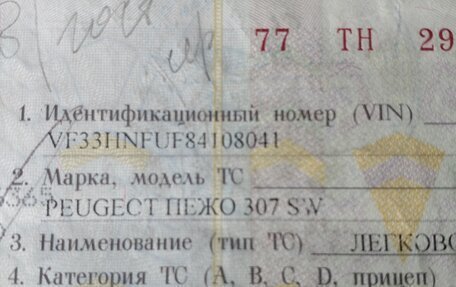 77 ТН 29
1. Идентификационный номер (VIN)
VF33HNFUF84108041
2. Марка, модель ТС
PEUGEOT ПЕЖО 307 SW
3. Наименование (тип ТС) ЛЕГКОВО
4. Категория ТС (А, В, С, D, прицеп)